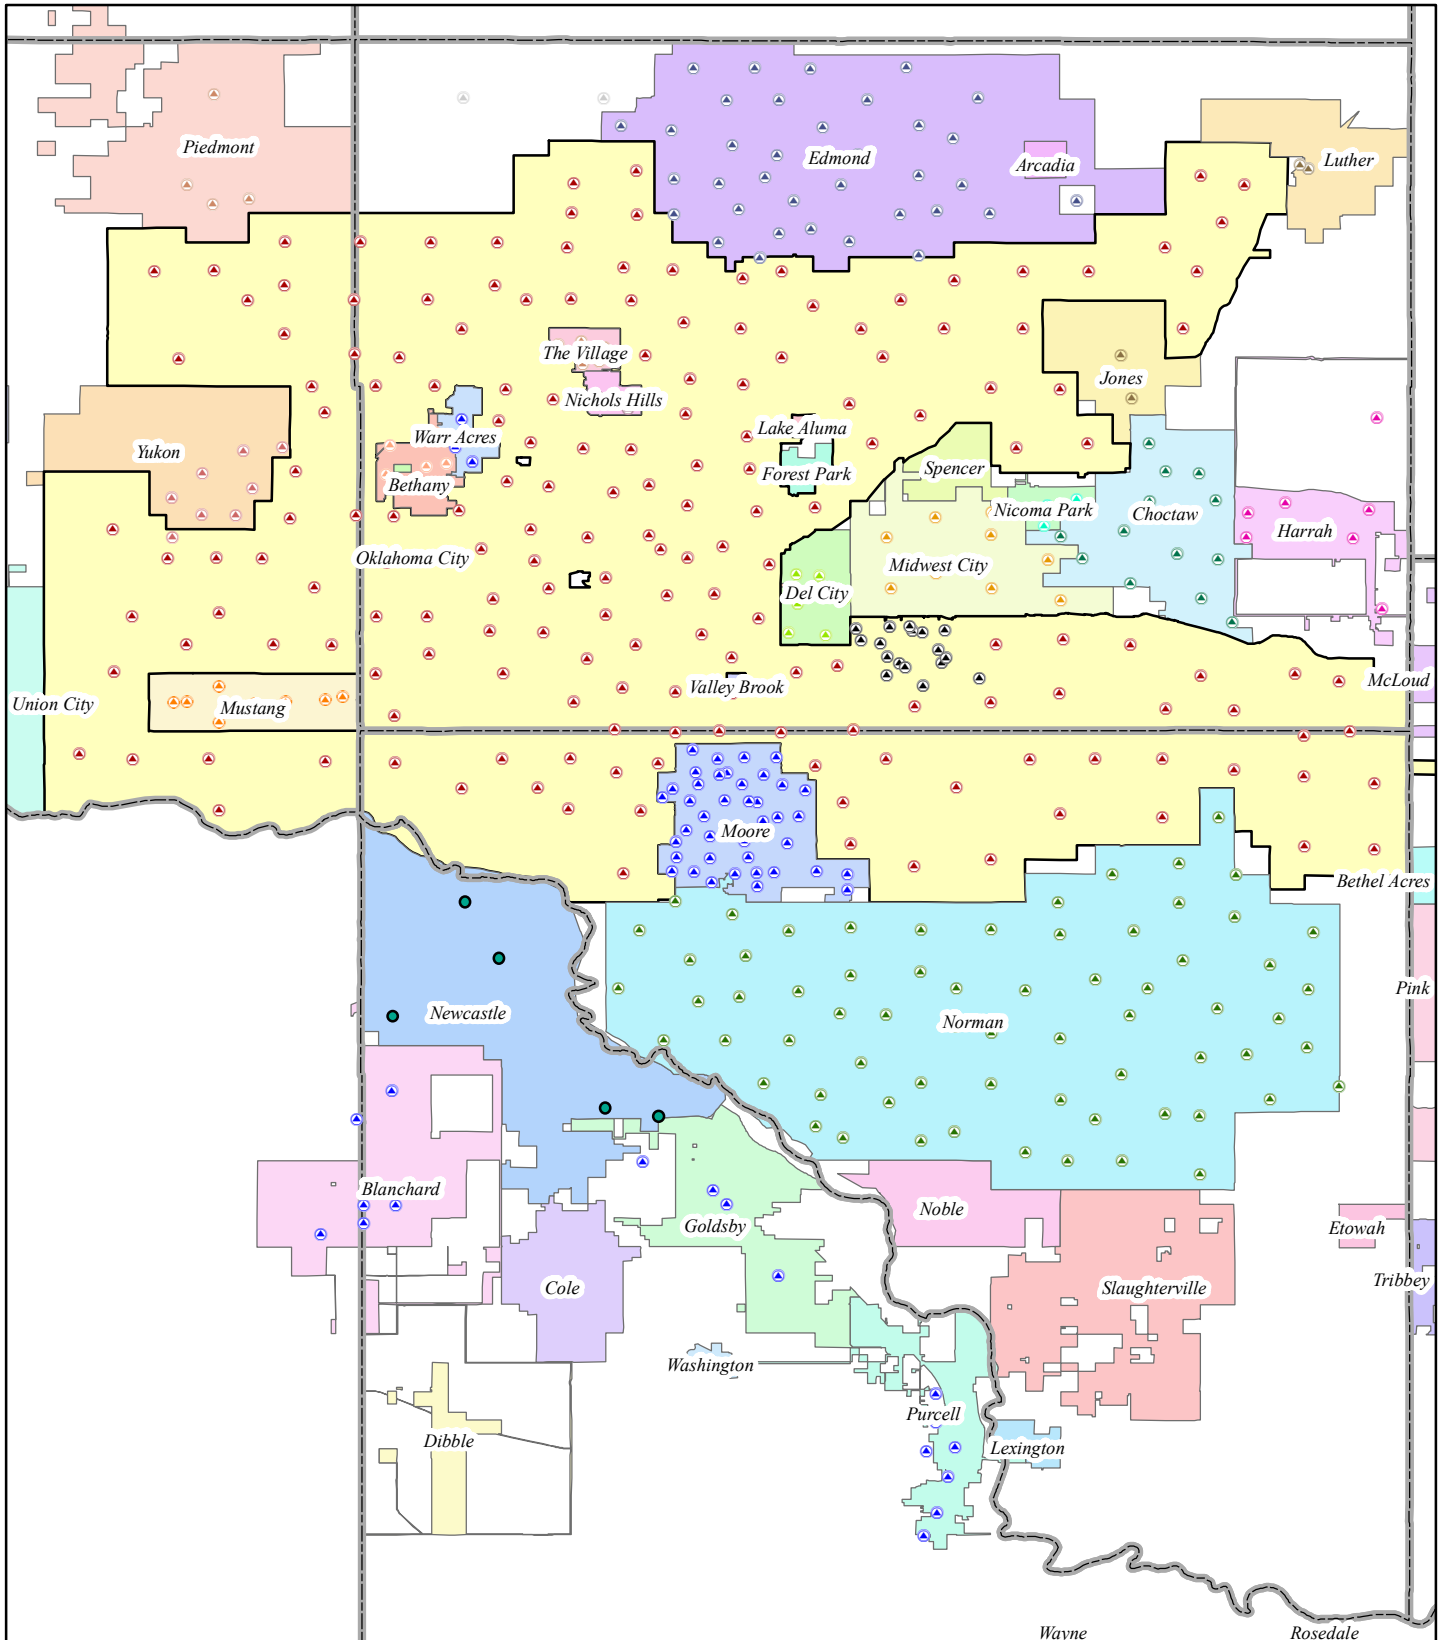 Piedmont
Edmond
Arcadia
Luther
The Village
Nichols Hills
Jones
Lake Aluma
Warr Acres
Yukon
Bethany
Forest Park
Spencer
Nicoma Park
Choctaw
Harrah
Oklahoma City
Midwest City
Del City
Union City
Mustang
Valley Brook
McLoud
Moore
Bethel Acres
Pink
Newcastle
Norman
Blanchard
Goldsby
Noble
Etowah
Cole
Slaughterville
Tribbey
Washington
Purcell
Dibble
Lexington
Wayne
Rosedale